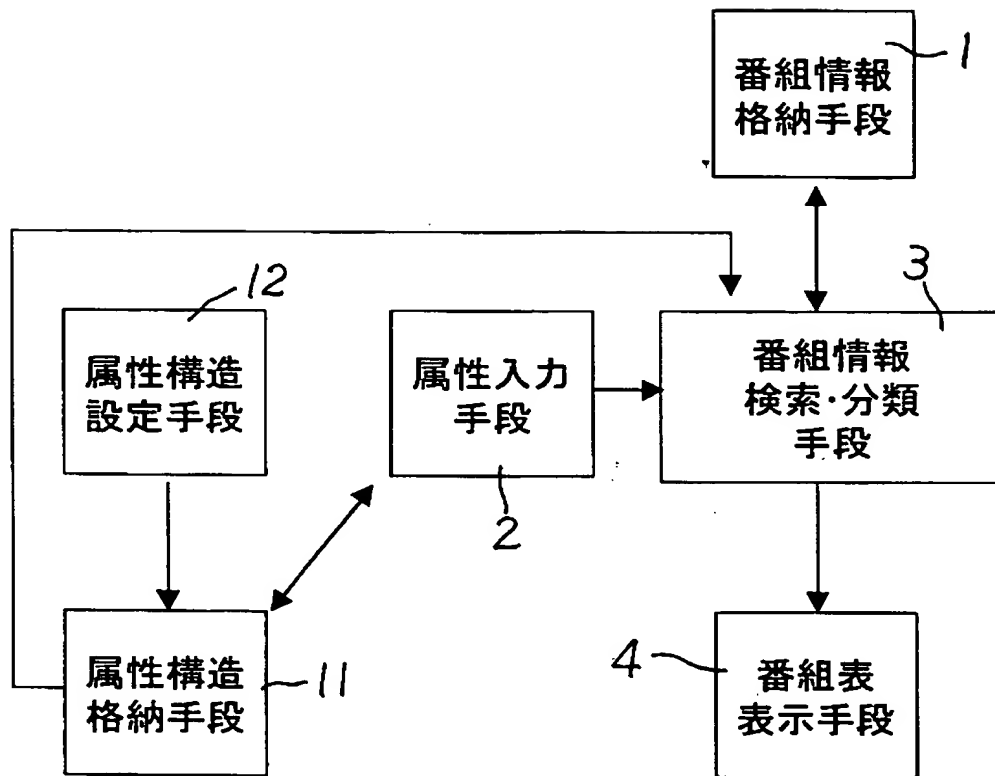 番組情報
格納手段
1
12
属性構造
設定手段
属性入力
手段
2
3
番組情報
検索・分類
手段
属性構造
格納手段
11
4
番組表
表示手段